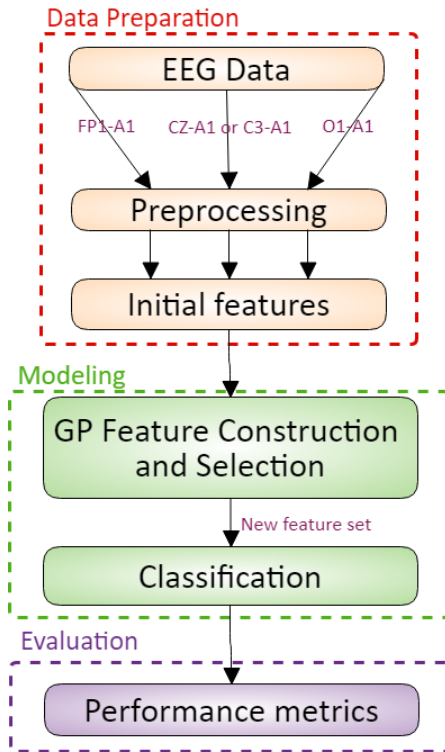 Data Preparation
EEG Data
FP1-A1
CZ-A1 or C3-A1
O1-A1
Preprocessing
Initial features
Modeling
GP Feature Construction
and Selection
New feature set
Classification
Evaluation
Performance metrics